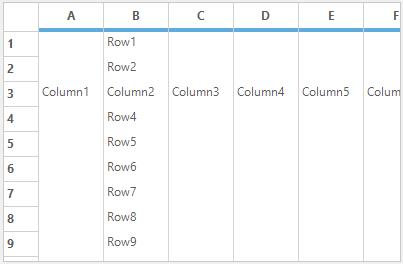 A B C D E F
1 Row1
2 Row2
3 Column1 Column2 Column3 Column4 Column5 Colum
4 Row4
5 Row5
6 Row6
7 Row7
8 Row8
9 Row9